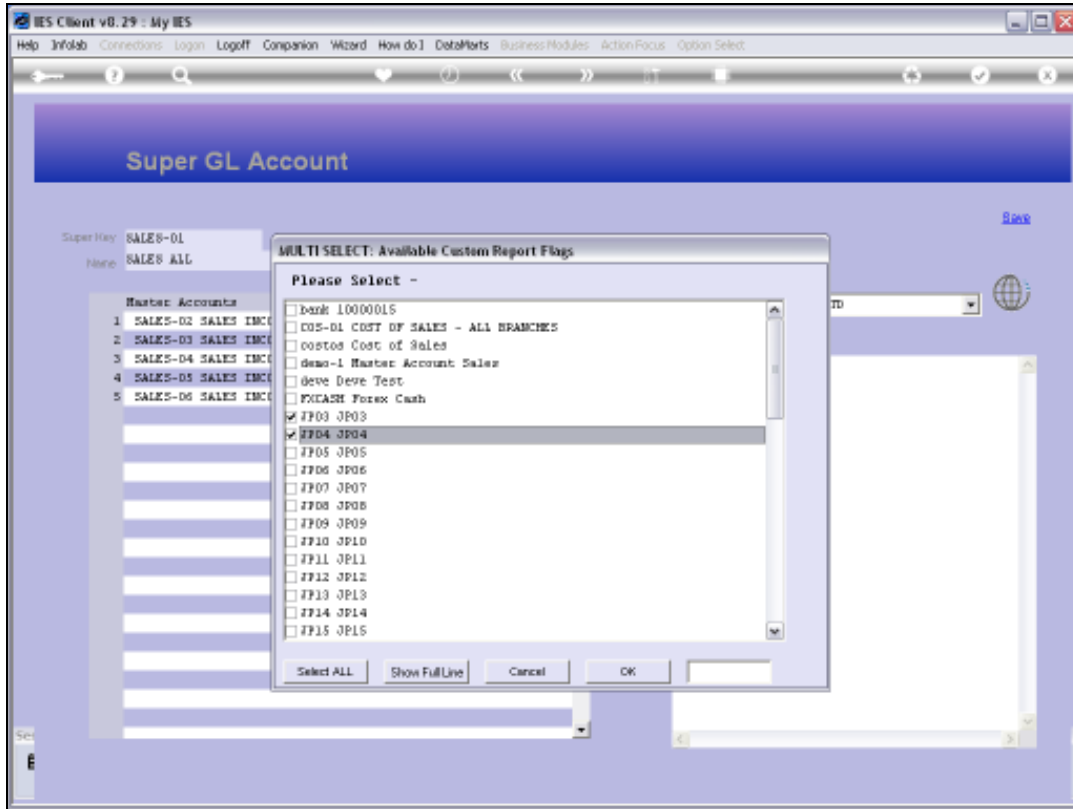 IES Client v8.29 : My IES
Help Infolab Connections Logon Logoff Companion Wizard How do I DataMarts Business Modules Action Focus Option Select
Super GL Account
Save
Super Key SALES-01
Name SALES ALL
Master Accounts
1 SALES-02 SALES INCO
2 SALES-03 SALES INCO
3 SALES-04 SALES INCO
4 SALES-05 SALES INCO
5 SALES-06 SALES INCO
TD
MULTI SELECT: Available Custom Report Flags
Please Select -
bank 10000015
COS-01 COST OF SALES - ALL BRANCHES
costos Cost of Sales
demo-1 Master Account Sales
deve Deve Test
FXCASH Forex Cash
JP03 JP03
JP04 JP04
JP05 JP05
JP06 JP06
JP07 JP07
JP08 JP08
JP09 JP09
JP10 JP10
JP11 JP11
JP12 JP12
JP13 JP13
JP14 JP14
JP15 JP15
Select ALL Show Full Line Cancel OK